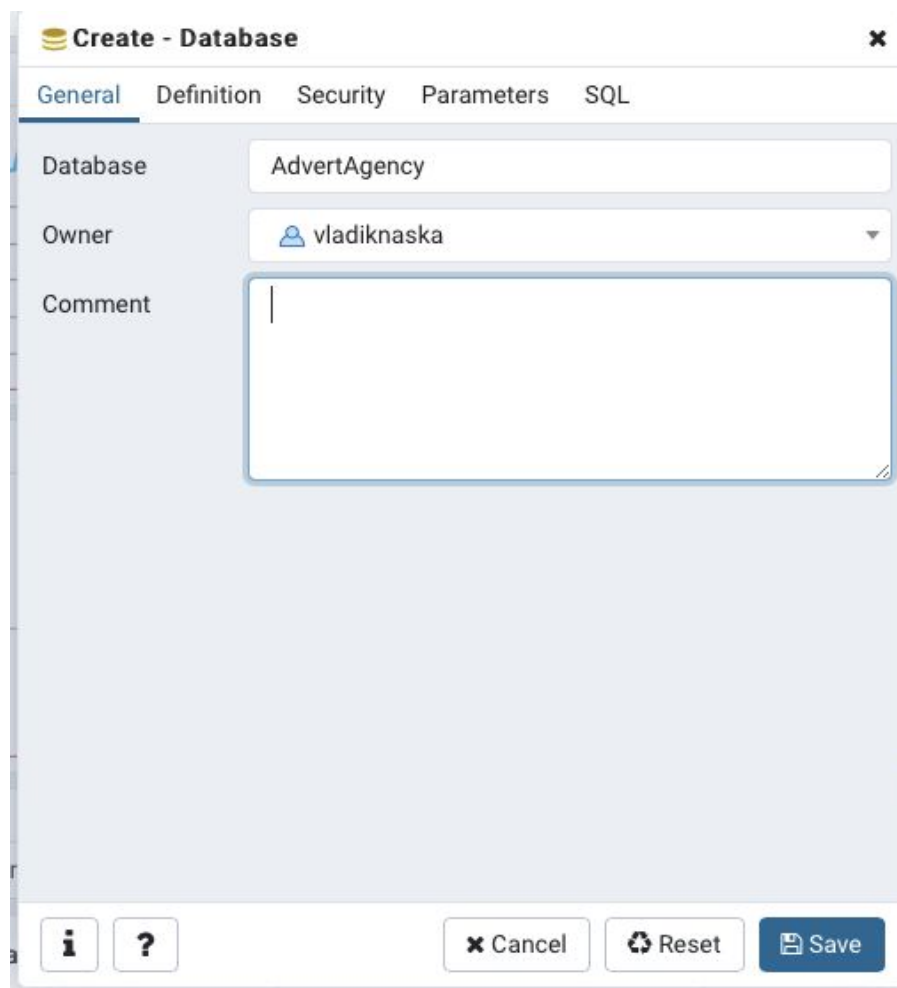 Create - Database
General Definition Security Parameters SQL
Database AdvertAgency
Owner vladiknaska
Comment
i ? Cancel Reset Save